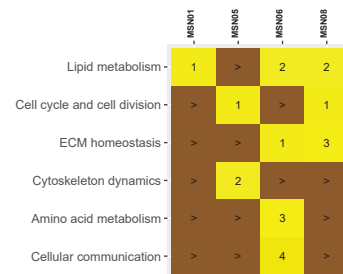 MSN01 MSN05 MSN06 MSN08
Lipid metabolism 1 > 2 2
Cell cycle and cell division > 1 > 1
ECM homeostasis > > 1 3
Cytoskeleton dynamics > 2 > >
Amino acid metabolism > > 3 >
Cellular communication > > 4 >